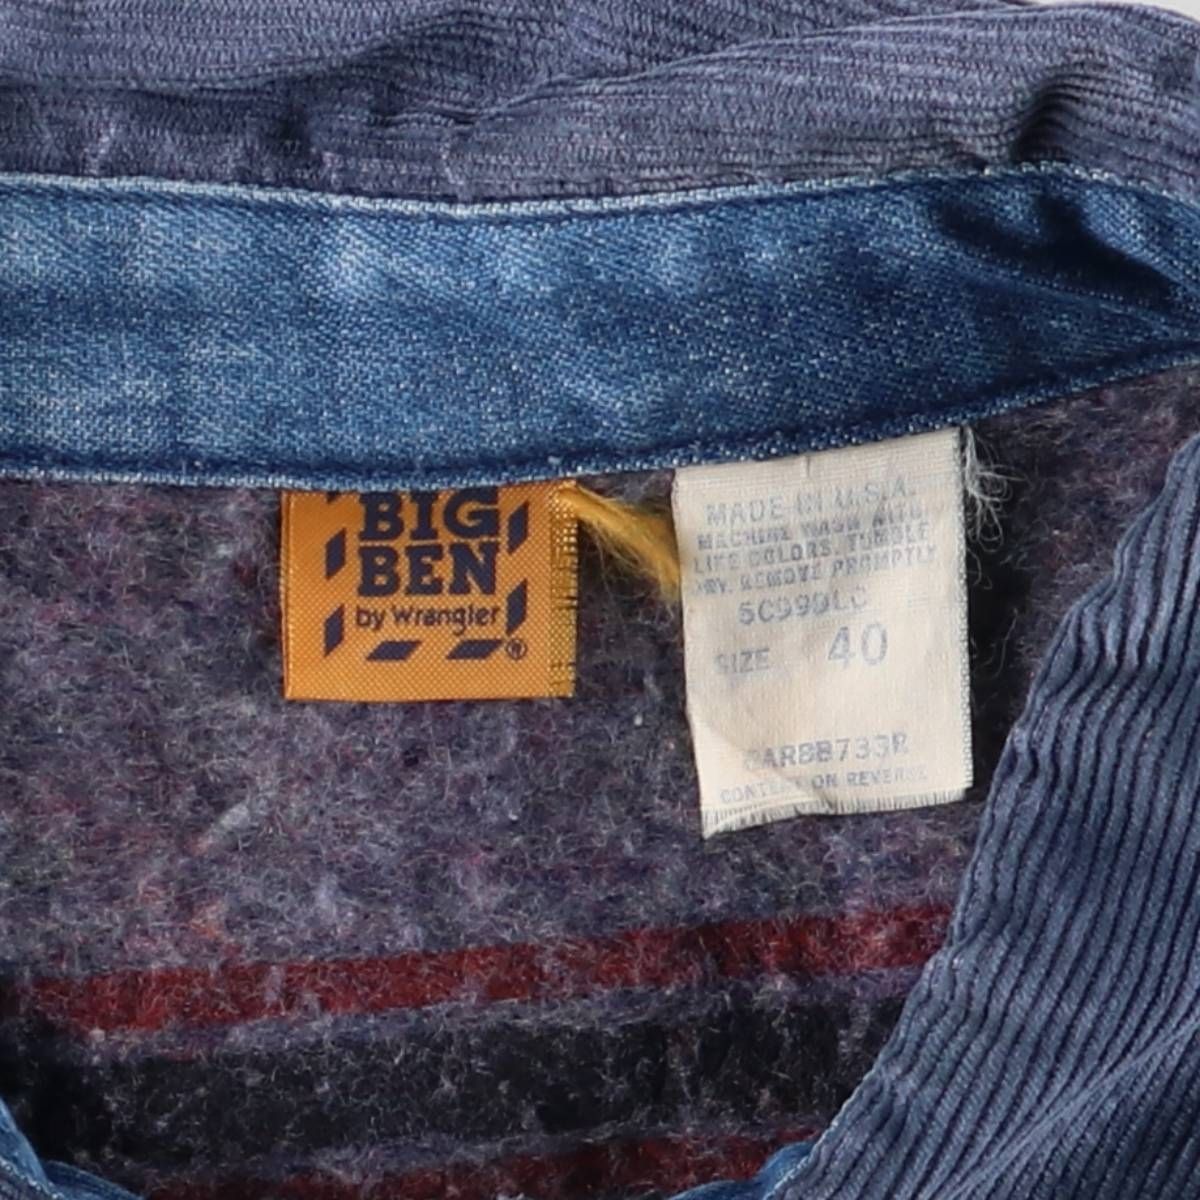 BIG
BEN
by Wrangler
®
MADE IN U.S.A.
MACHINE WASH WITH
LIKE COLORS. TUMBLE
DRY. REMOVE PROMPTLY
SIZE 40
CONTENT ON REVERSE